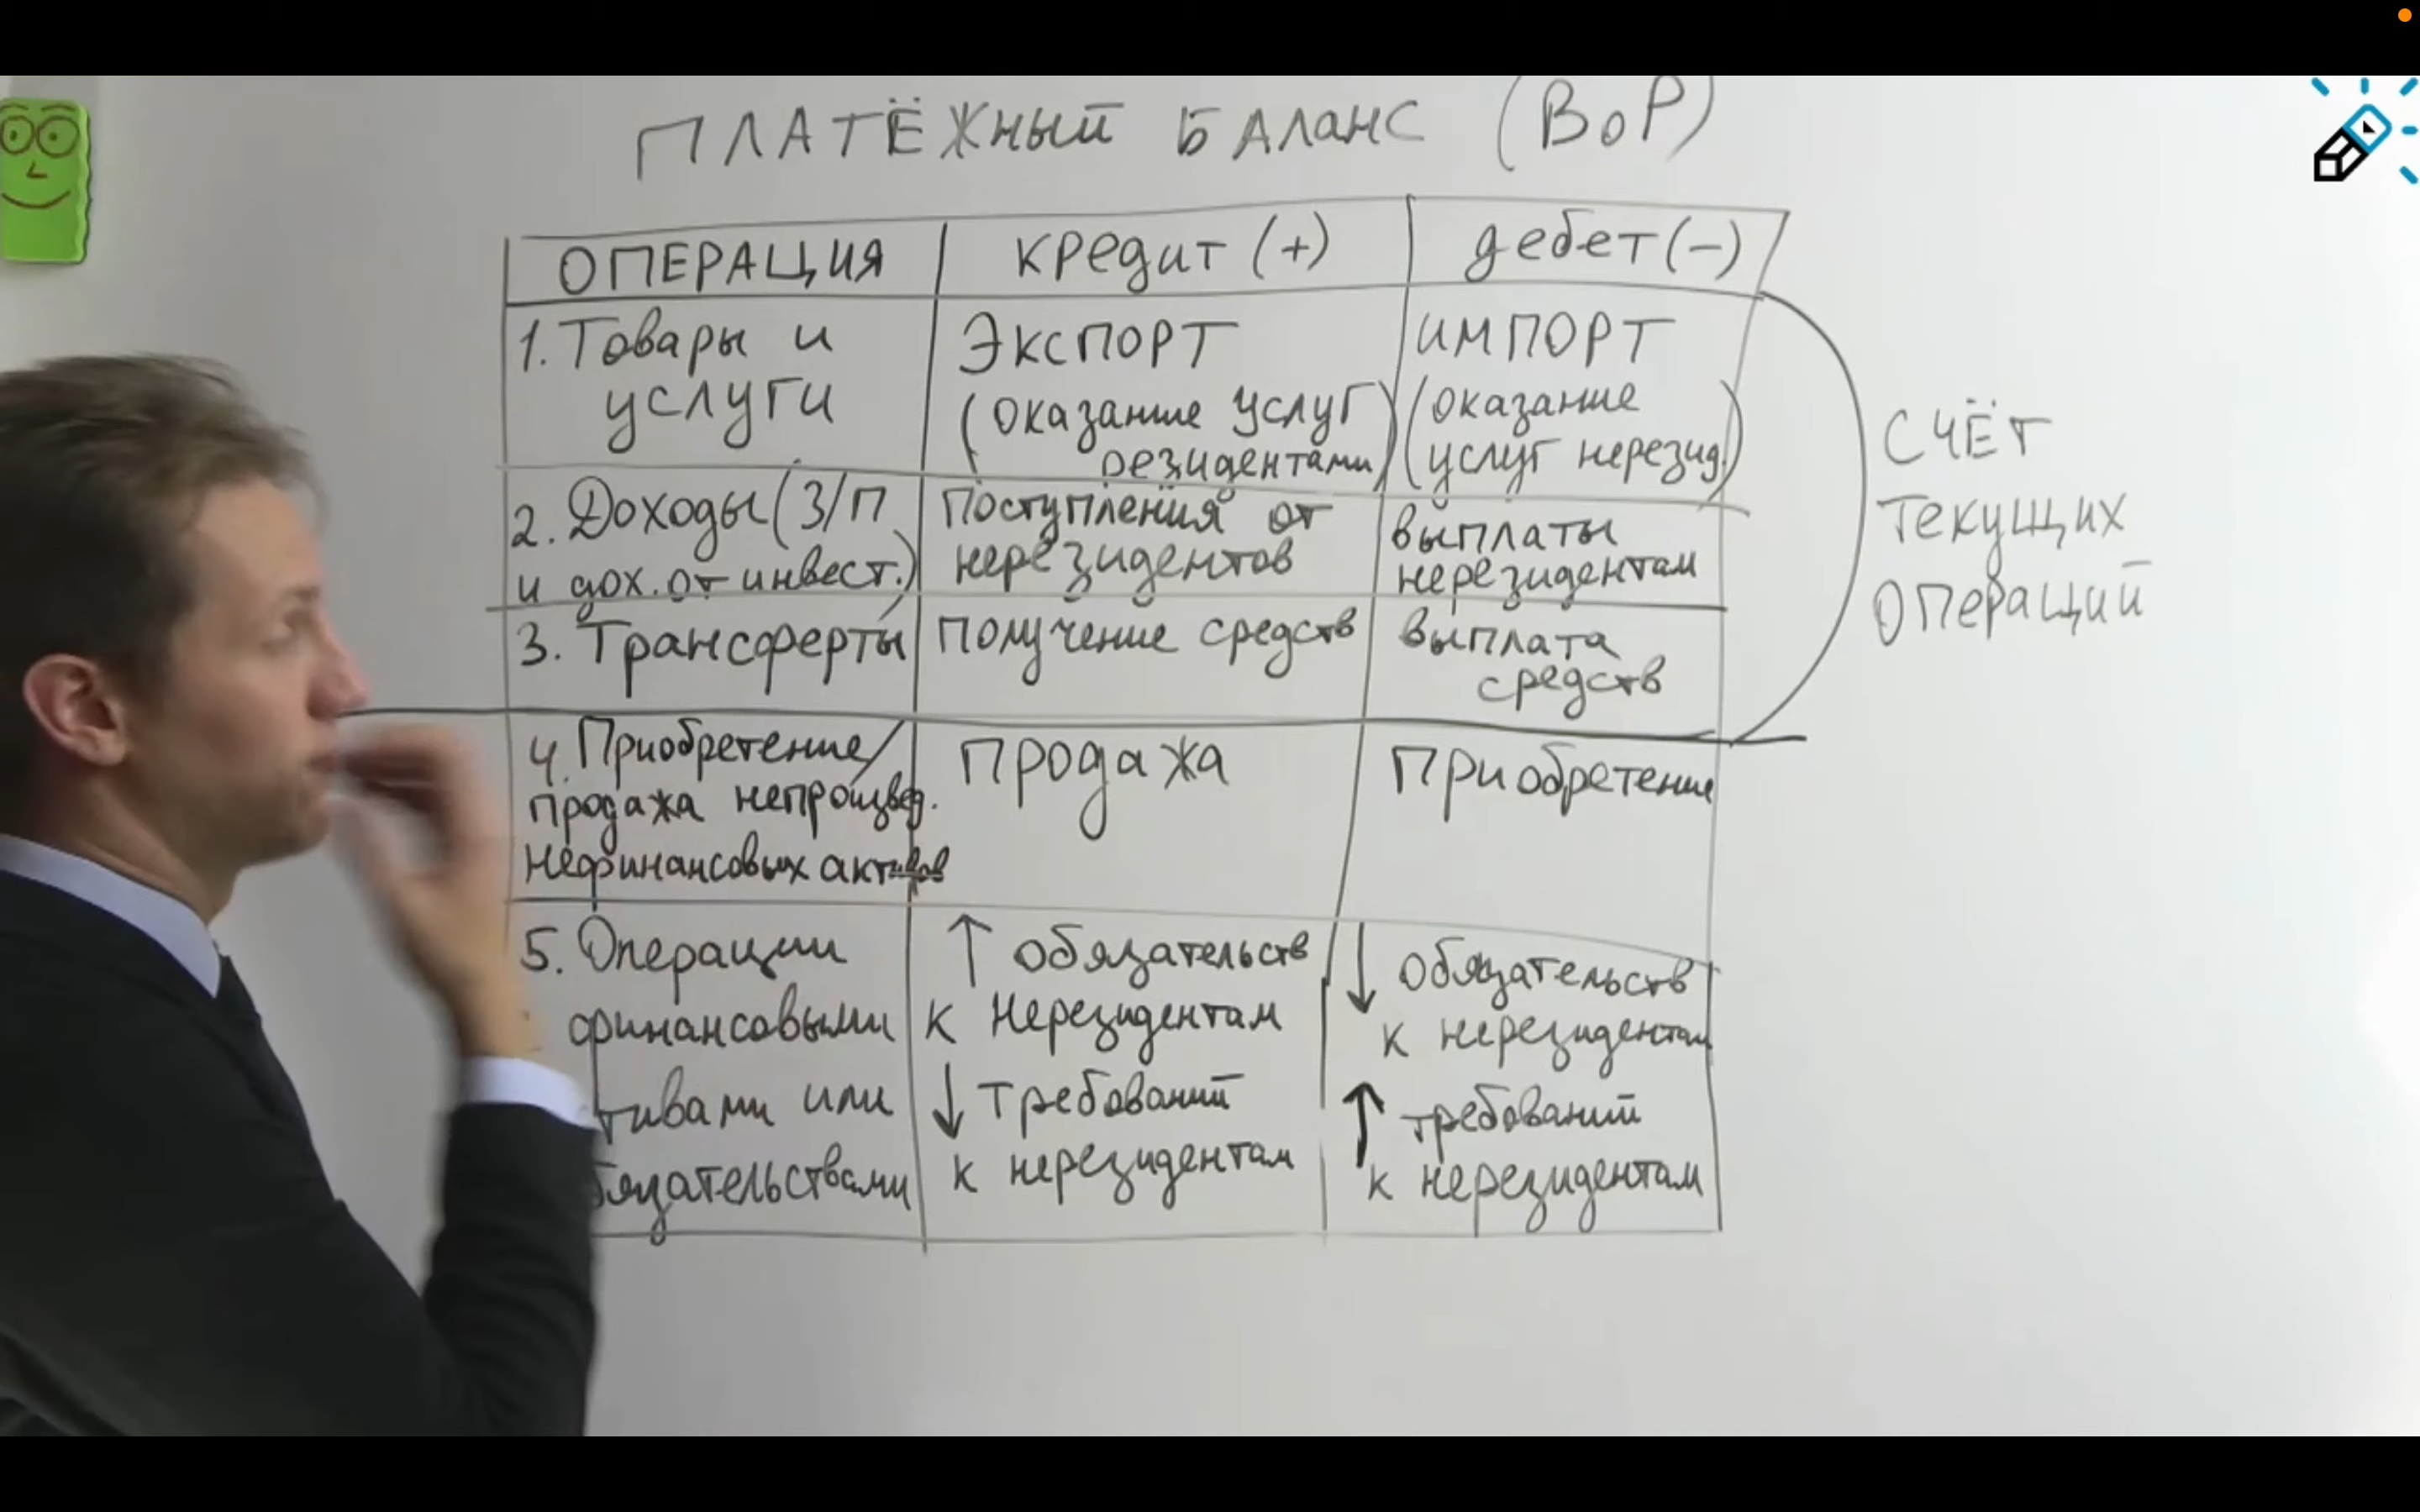 ПЛАТЁЖНЫЙ БАЛАНС (BoP)
ОПЕРАЦИЯ
кредит (+)
дебет (-)
1. Товары и
услуги
Экспорт
(оказание услуг
резидентами)
импорт
(оказание
услуг нерезид.)
2. Доходы (З/П
и дох. от инвест.)
Поступления от
нерезидентов
выплаты
нерезидентам
3. Трансферты
получение средств
выплата
средств
4. Приобретение/
продажа непроизвед.
нефинансовых активов
Продажа
Приобретение
5. Операции
финансовыми
тивами или
бязательствами
↑ обязательств
к нерезидентам
↓ требований
к нерезидентам
↓ обязательств
к нерезидентам
↑ требований
к нерезидентам
СЧЁТ
текущих
операций